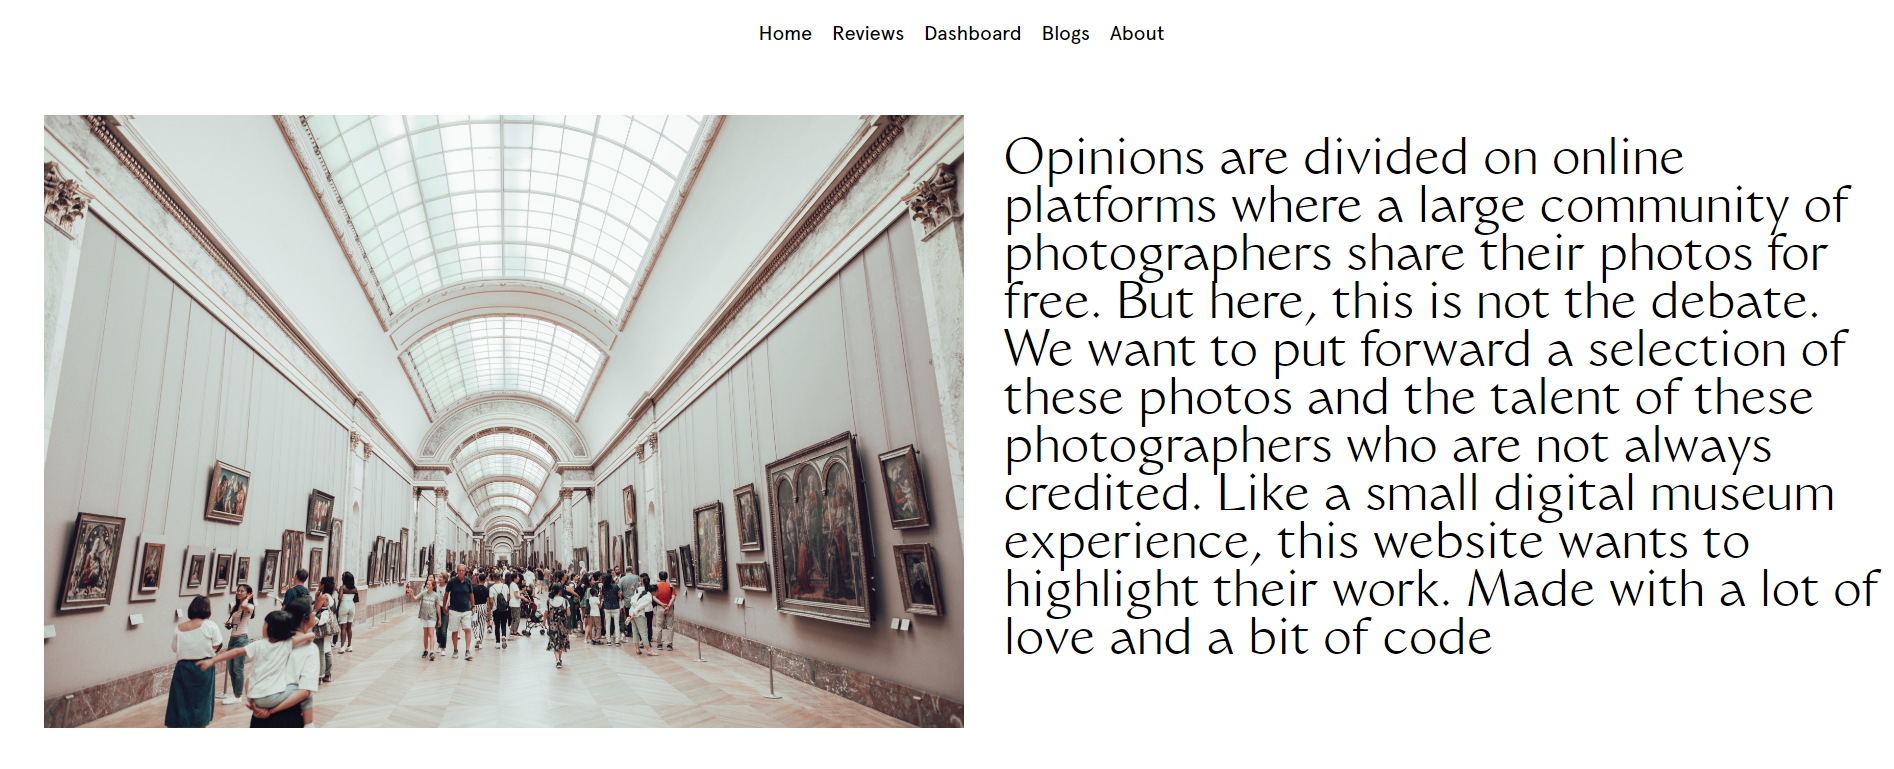 Home Reviews Dashboard Blogs About
Opinions are divided on online
platforms where a large community of
photographers share their photos for
free. But here, this is not the debate.
We want to put forward a selection of
these photos and the talent of these
photographers who are not always
credited. Like a small digital museum
experience, this website wants to
highlight their work. Made with a lot of
love and a bit of code